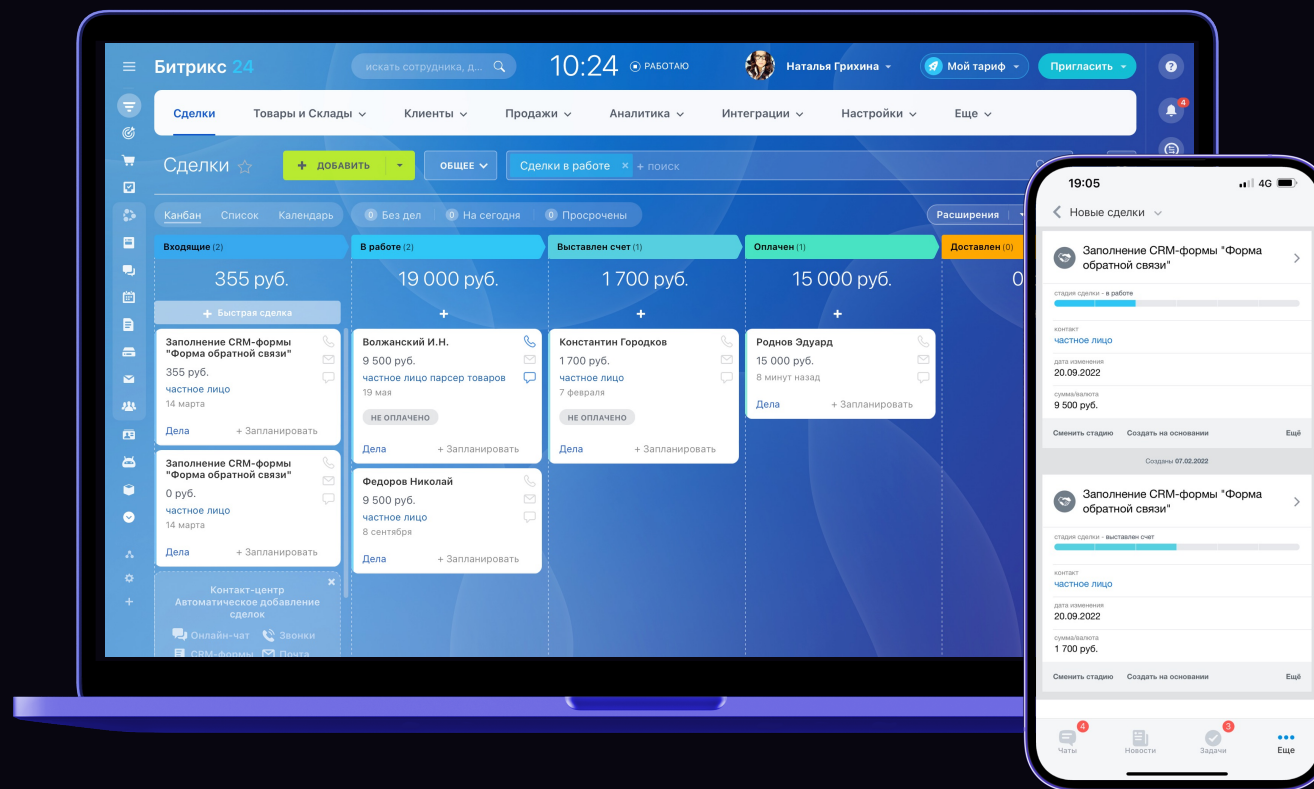 Битрикс 24
искать сотрудника, д...
10:24
РАБОТАЮ
Наталья Грихина
Мой тариф
Пригласить
?
4
Сделки
Товары и Склады
Клиенты
Продажи
Аналитика
Интеграции
Настройки
Еще
Сделки
+ ДОБАВИТЬ
ОБЩЕЕ
Сделки в работе ×
+ поиск
Канбан
Список
Календарь
0 Без дел
0 На сегодня
0 Просрочены
Расширения
Входящие (2)
355 руб.
+ Быстрая сделка
Заполнение CRM-формы
"Форма обратной связи"
355 руб.
частное лицо
14 марта
Дела
+ Запланировать
Заполнение CRM-формы
"Форма обратной связи"
0 руб.
частное лицо
14 марта
Дела
+ Запланировать
Контакт-центр
Автоматическое добавление
сделок
Онлайн-чат
Звонки
CRM-формы
Почта
В работе (2)
19 000 руб.
+
Волжанский И.Н.
9 500 руб.
частное лицо парсер товаров
19 мая
НЕ ОПЛАЧЕНО
Дела
+ Запланировать
Федоров Николай
9 500 руб.
частное лицо
8 сентября
Дела
+ Запланировать
Выставлен счет (1)
1 700 руб.
+
Константин Городков
1 700 руб.
частное лицо
7 февраля
НЕ ОПЛАЧЕНО
Дела
+ Запланировать
Оплачен (1)
15 000 руб.
+
Роднов Эдуард
15 000 руб.
8 минут назад
Дела
+ Запланировать
Доставлен (0)
0
19:05
4G
Новые сделки
Заполнение CRM-формы "Форма
обратной связи"
стадия сделки - в работе
контакт
частное лицо
дата изменения
20.09.2022
сумма/валюта
9 500 руб.
Сменить стадию
Создать на основании
Ещё
Созданы 07.02.2022
Заполнение CRM-формы "Форма
обратной связи"
стадия сделки - выставлен счет
контакт
частное лицо
дата изменения
20.09.2022
сумма/валюта
1 700 руб.
Сменить стадию
Создать на основании
Ещё
4
Чаты
Новости
3
Задачи
Еще